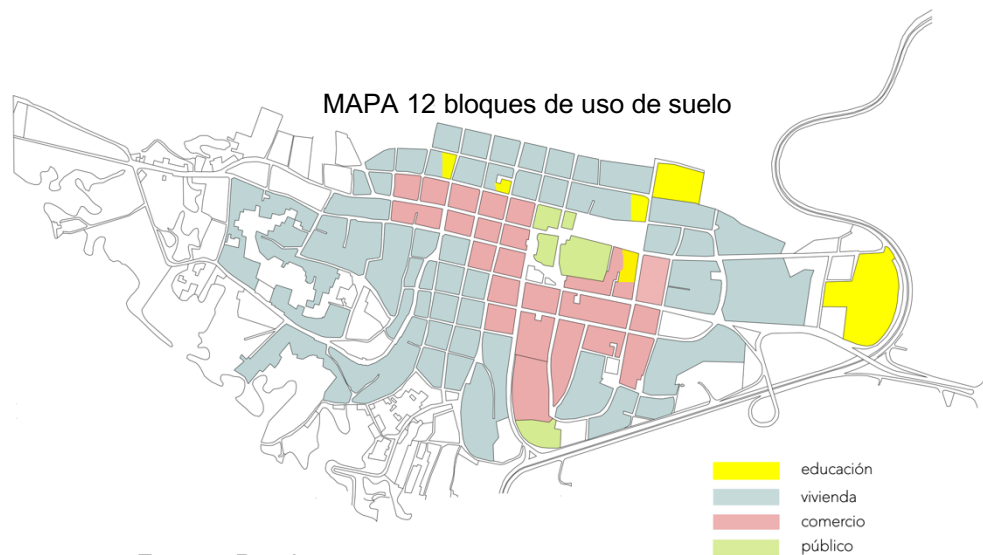 MAPA 12 bloques de uso de suelo
educación
vivienda
comercio
público